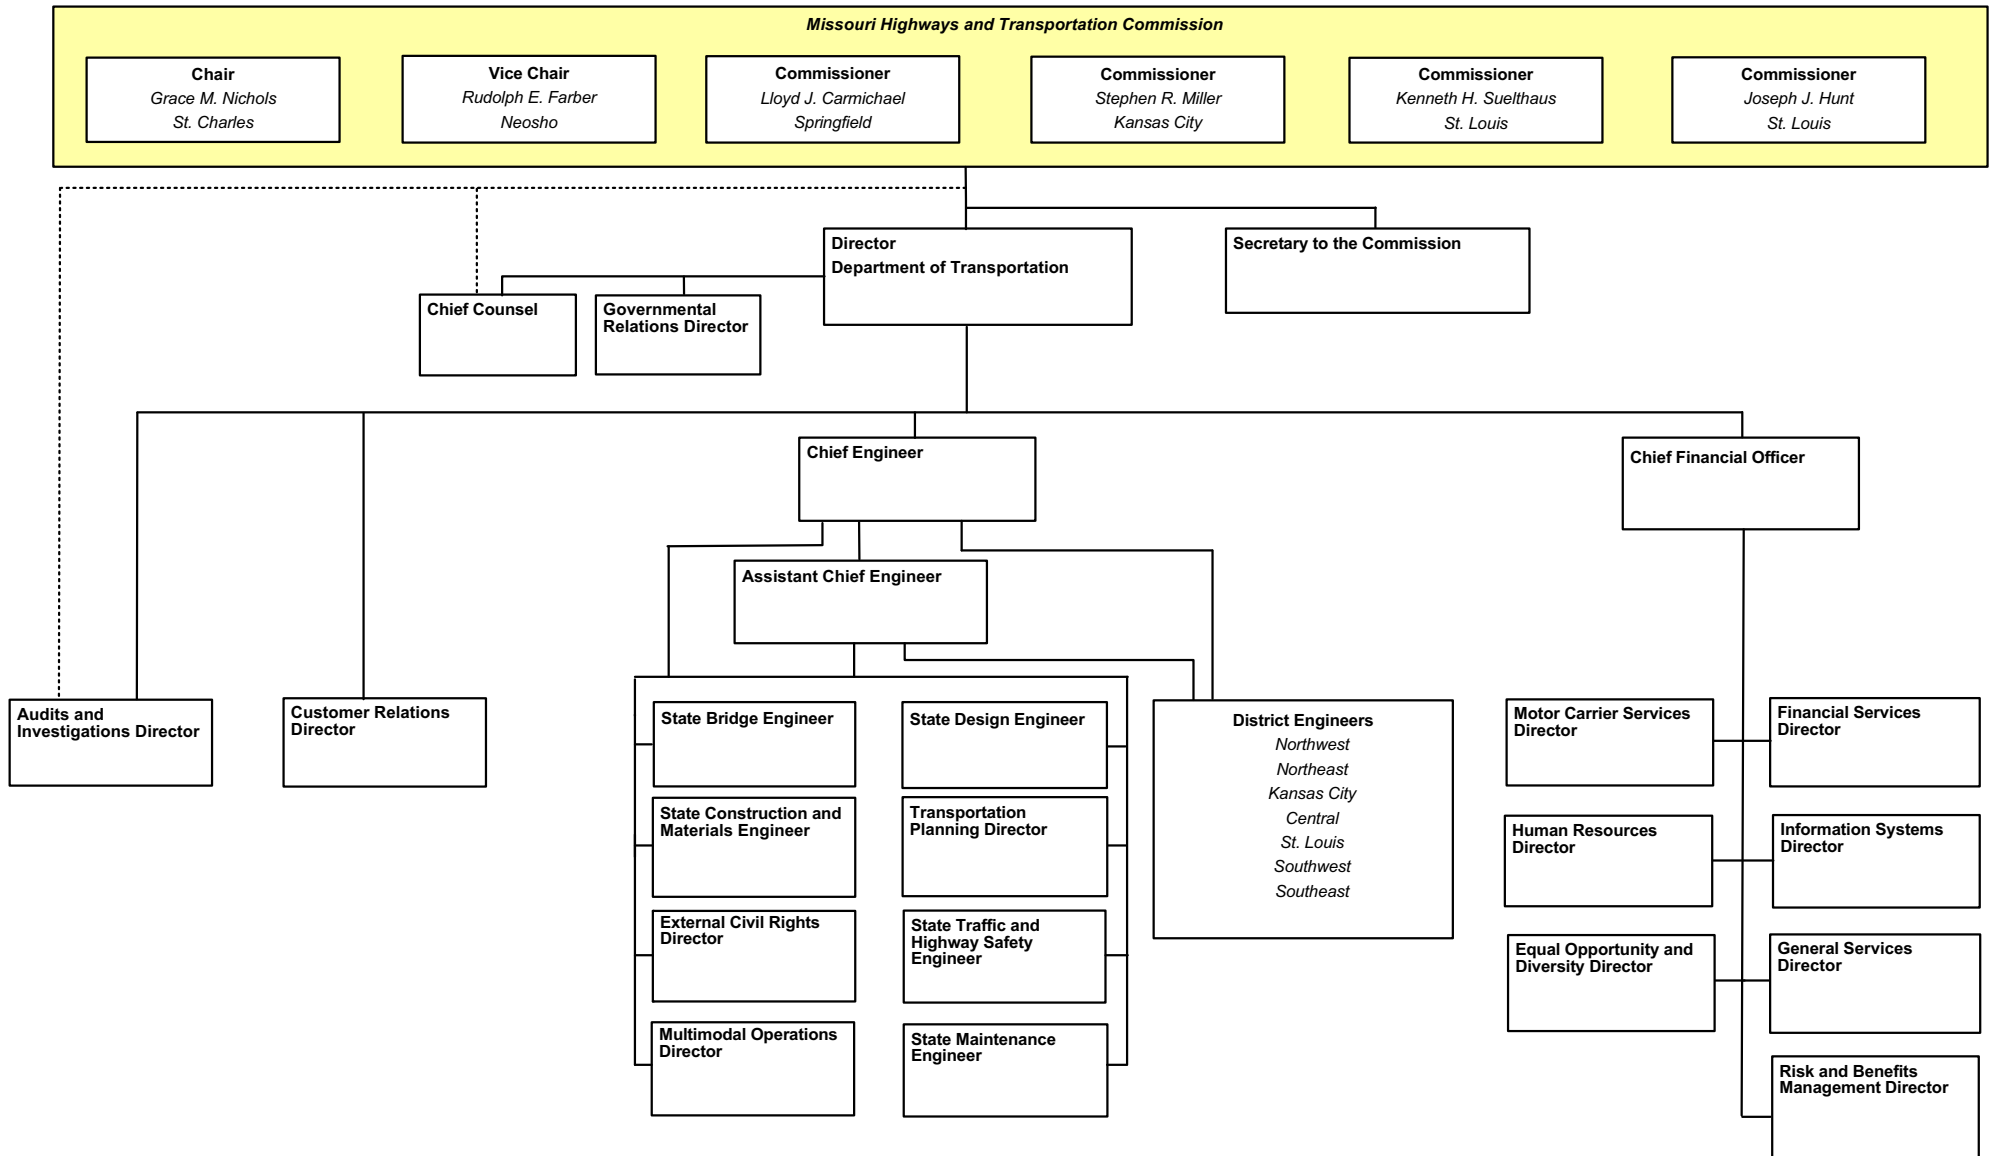 Missouri Highways and Transportation Commission
Chair
Grace M. Nichols
St. Charles
Vice Chair
Rudolph E. Farber
Neosho
Commissioner
Lloyd J. Carmichael
Springfield
Commissioner
Stephen R. Miller
Kansas City
Commissioner
Kenneth H. Suelthaus
St. Louis
Commissioner
Joseph J. Hunt
St. Louis
Director
Department of Transportation
Secretary to the Commission
Chief Counsel
Governmental
Relations Director
Chief Engineer
Chief Financial Officer
Assistant Chief Engineer
Audits and
Investigations Director
Customer Relations
Director
State Bridge Engineer
State Design Engineer
State Construction and
Materials Engineer
Transportation
Planning Director
External Civil Rights
Director
State Traffic and
Highway Safety
Engineer
Multimodal Operations
Director
State Maintenance
Engineer
District Engineers
Northwest
Northeast
Kansas City
Central
St. Louis
Southwest
Southeast
Motor Carrier Services
Director
Financial Services
Director
Human Resources
Director
Information Systems
Director
Equal Opportunity and
Diversity Director
General Services
Director
Risk and Benefits
Management Director